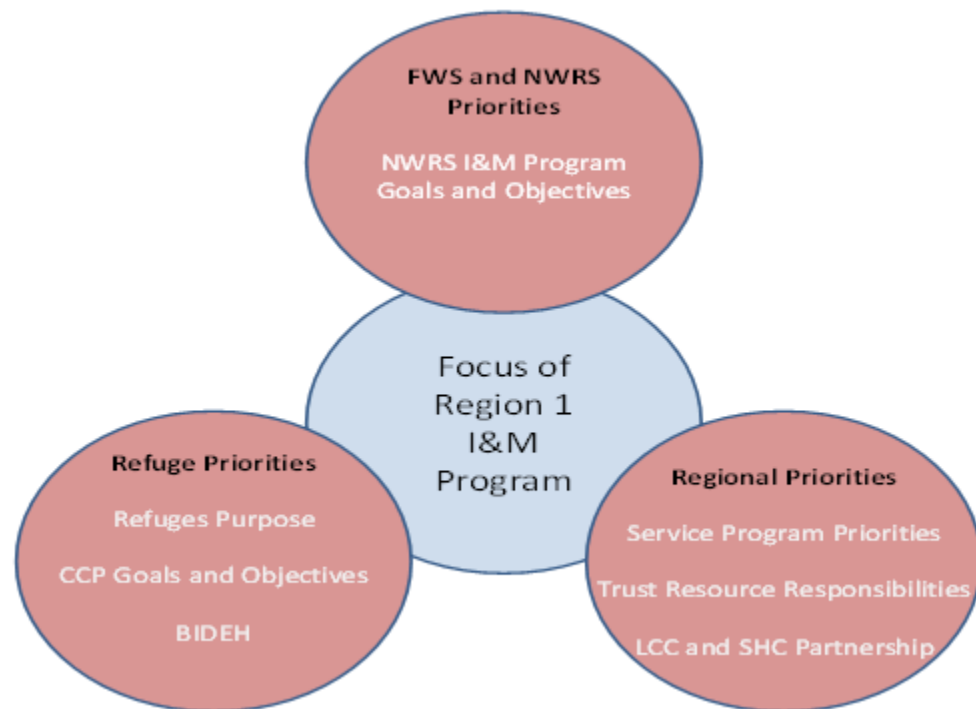 FWS and NWRS
Priorities
NWRS I&M Program
Goals and Objectives
Focus of
Region 1
I&M
Program
Refuge Priorities
Refuges Purpose
CCP Goals and Objectives
BIDEH
Regional Priorities
Service Program Priorities
Trust Resource Responsibilities
LCC and SHC Partnership